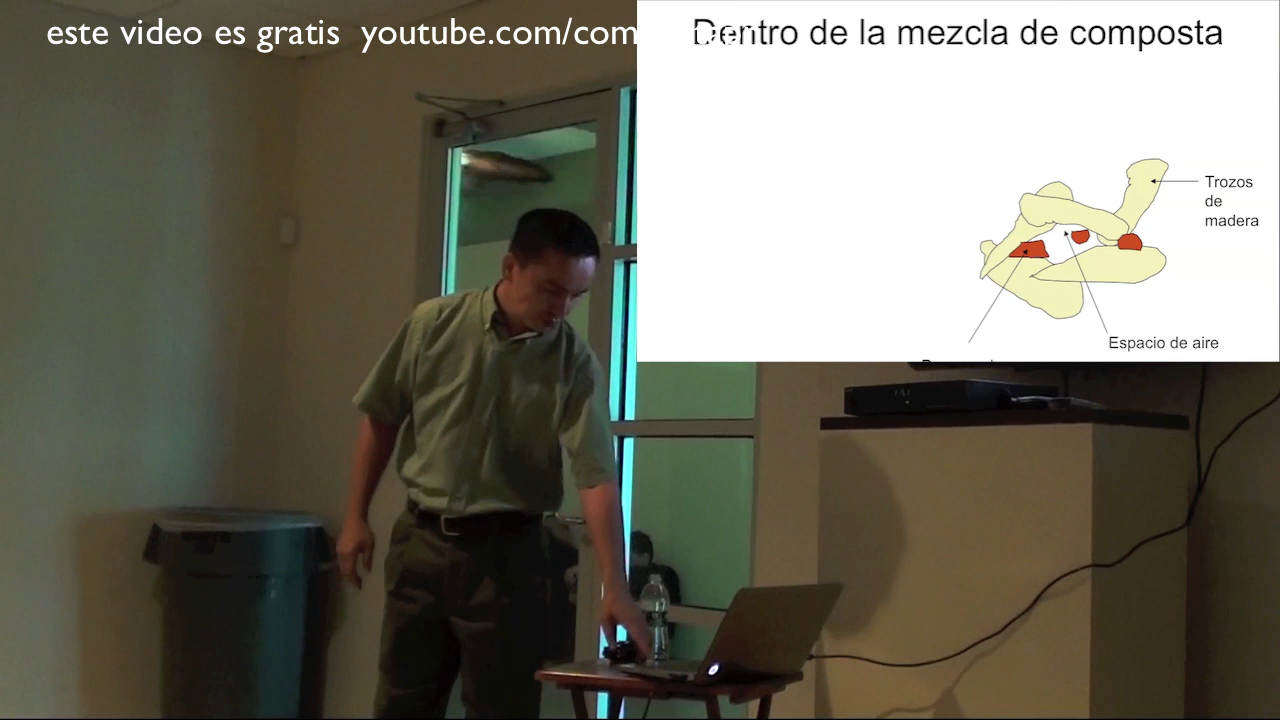 este video es gratis youtube.com/com
Dentro de la mezcla de composta
Trozos
de
madera
Espacio de aire